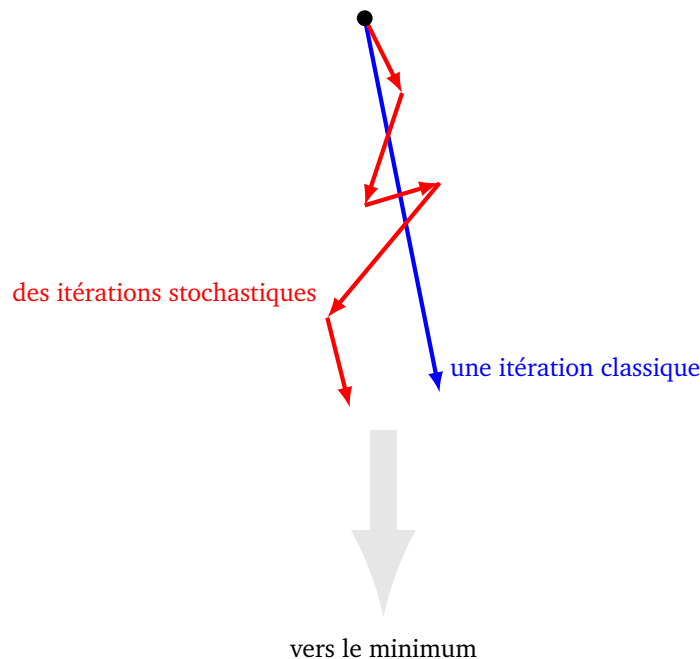 des itérations stochastiques
une itération classique
vers le minimum